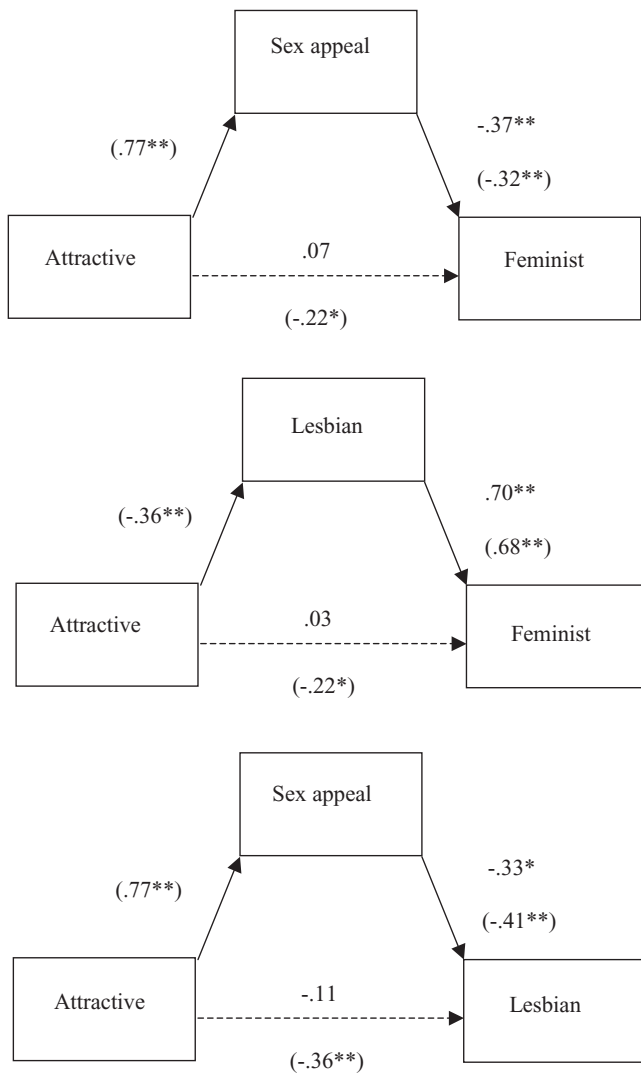 Sex appeal
(.77**)
-.37**
(-.32**)
Attractive
.07
Feminist
(-.22*)
Lesbian
(-.36**)
.70**
(.68**)
Attractive
.03
Feminist
(-.22*)
Sex appeal
(.77**)
-.33*
(-.41**)
Attractive
-.11
Lesbian
(-.36**)